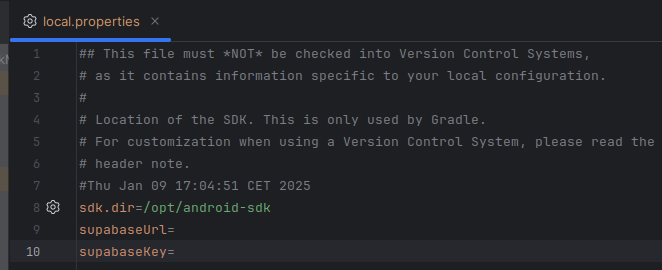 local.properties
1 ## This file must *NOT* be checked into Version Control Systems,
2 # as it contains information specific to your local configuration.
3 #
4 # Location of the SDK. This is only used by Gradle.
5 # For customization when using a Version Control System, please read the
6 # header note.
7 #Thu Jan 09 17:04:51 CET 2025
8 sdk.dir=/opt/android-sdk
9 supabaseUrl=
10 supabaseKey=